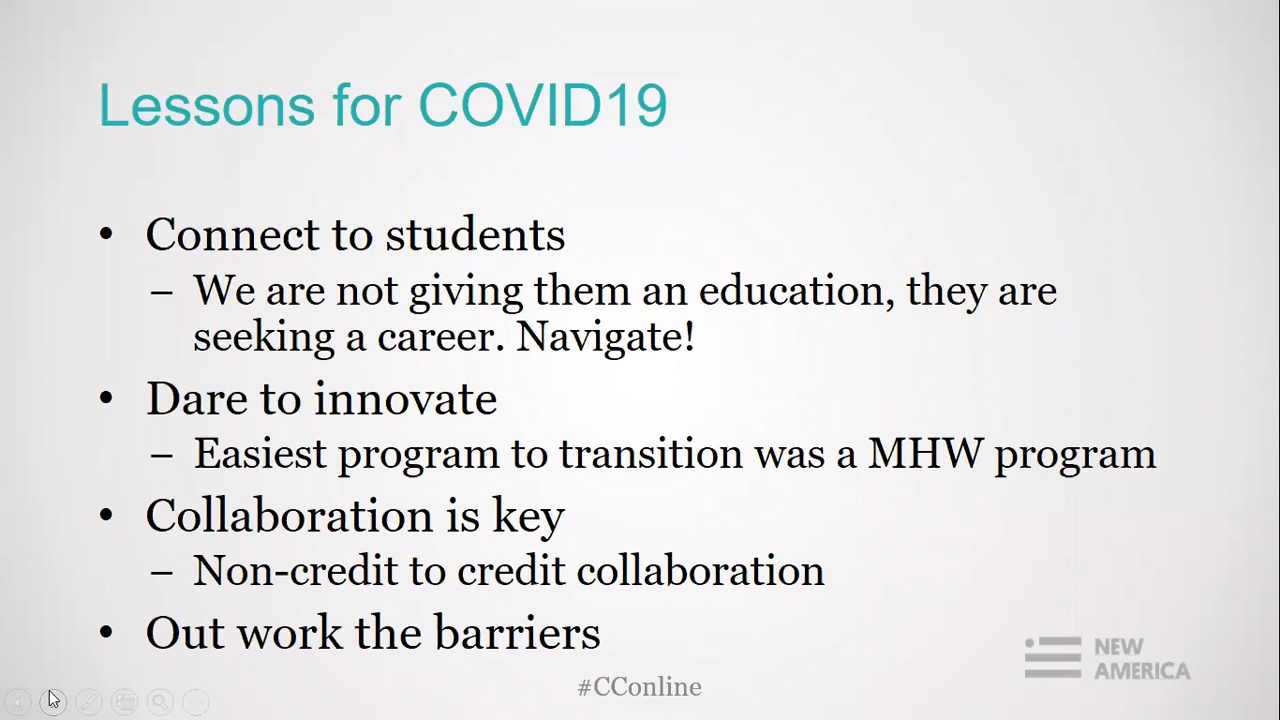 Lessons for COVID19
• Connect to students
– We are not giving them an education, they are
seeking a career. Navigate!
• Dare to innovate
– Easiest program to transition was a MHW program
• Collaboration is key
– Non-credit to credit collaboration
• Out work the barriers
NEW
AMERICA
#CConline